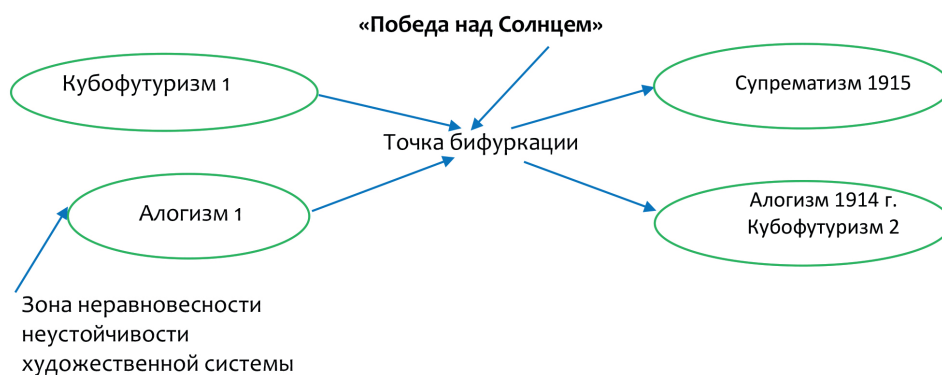 «Победа над Солнцем»
Кубофутуризм 1
Супрематизм 1915
Точка бифуркации
Алогизм 1
Алогизм 1914 г.
Кубофутуризм 2
Зона неравновесности
неустойчивости
художественной системы